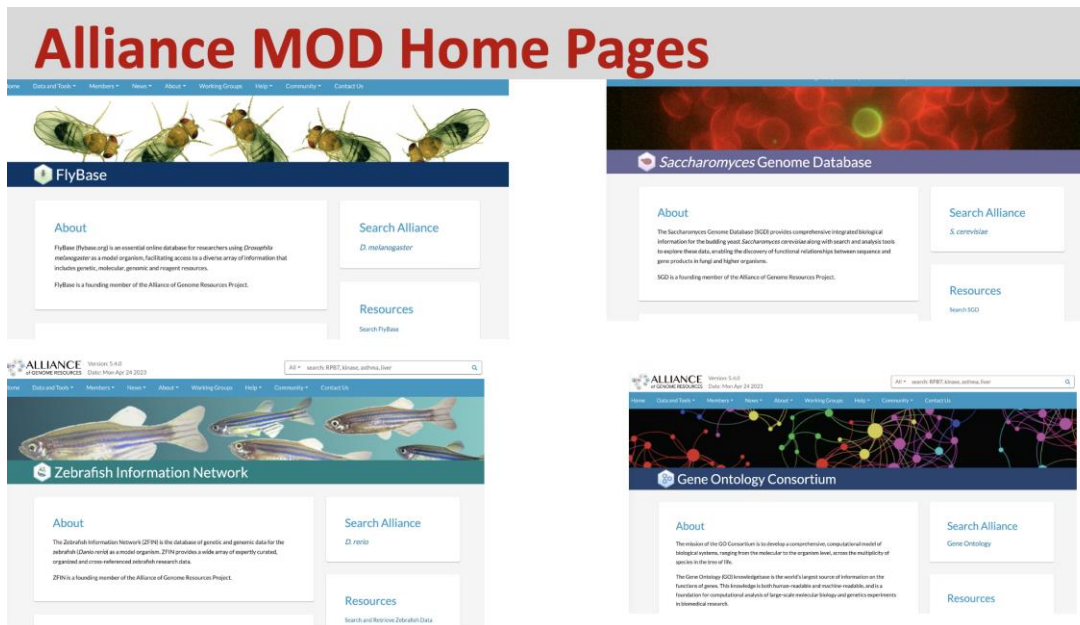 Alliance MOD Home Pages
Home Data and Tools Members News About Working Groups Help Community Contact Us
FlyBase
About
FlyBase (flybase.org) is an essential online database for researchers using Drosophila
melanogaster as a model organism, facilitating access to a diverse array of information that
includes genetic, molecular, genomic and reagent resources.
FlyBase is a founding member of the Alliance of Genome Resources Project.
Search Alliance
D. melanogaster
Resources
Search FlyBase
Saccharomyces Genome Database
About
The Saccharomyces Genome Database (SGD) provides comprehensive integrated biological
information for the budding yeast Saccharomyces cerevisiae along with search and analysis tools
to explore these data, enabling the discovery of functional relationships between sequence and
gene products in fungi and higher organisms.
SGD is a founding member of the Alliance of Genome Resources Project.
Search Alliance
S. cerevisiae
Resources
Search SGD
ALLIANCE
of GENOME RESOURCES
Version: 5.4.0
Date: Mon Apr 24 2023
All search: RPB7, kinase, asthma, liver
Home Data and Tools Members News About Working Groups Help Community Contact Us
Zebrafish Information Network
About
The Zebrafish Information Network (ZFIN) is the database of genetic and genomic data for the
zebrafish (Danio rerio) as a model organism. ZFIN provides a wide array of expertly curated,
organized and cross-referenced zebrafish research data.
ZFIN is a founding member of the Alliance of Genome Resources Project.
Search Alliance
D. rerio
Resources
Search and Retrieve Zebrafish Data
ALLIANCE
of GENOME RESOURCES
Version: 5.4.0
Date: Mon Apr 24 2023
All search: RPB7, kinase, asthma, liver
Home Data and Tools Members News About Working Groups Help Community Contact Us
Gene Ontology Consortium
About
The mission of the GO Consortium is to develop a comprehensive, computational model of
biological systems, ranging from the molecular to the organism level, across the multiplicity of
species in the tree of life.
The Gene Ontology (GO) knowledgebase is the world's largest source of information on the
functions of genes. This knowledge is both human-readable and machine-readable, and is a
foundation for computational analysis of large-scale molecular biology and genetics experiments
in biomedical research.
Search Alliance
Gene Ontology
Resources